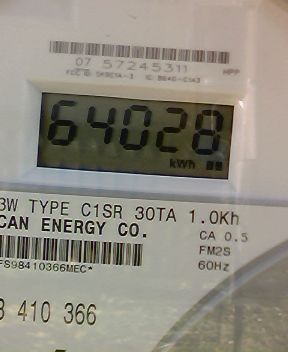 07 57245311
64028
kWh
3W TYPE C1SR 30TA 1.0Kh
CAN ENERGY CO.
CA 0.5
FM2S
60Hz
FS98410366MEC*
8 410 366